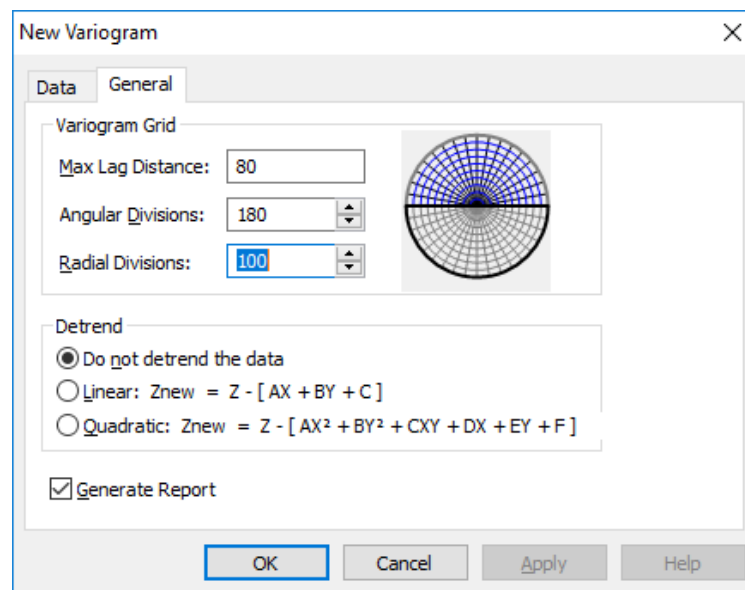 New Variogram
Data
General
Variogram Grid
Max Lag Distance: 80
Angular Divisions: 180
Radial Divisions: 100
Detrend
Do not detrend the data
Linear: Znew = Z - [ AX + BY + C ]
Quadratic: Znew = Z - [ AX² + BY² + CXY + DX + EY + F ]
Generate Report
OK Cancel Apply Help